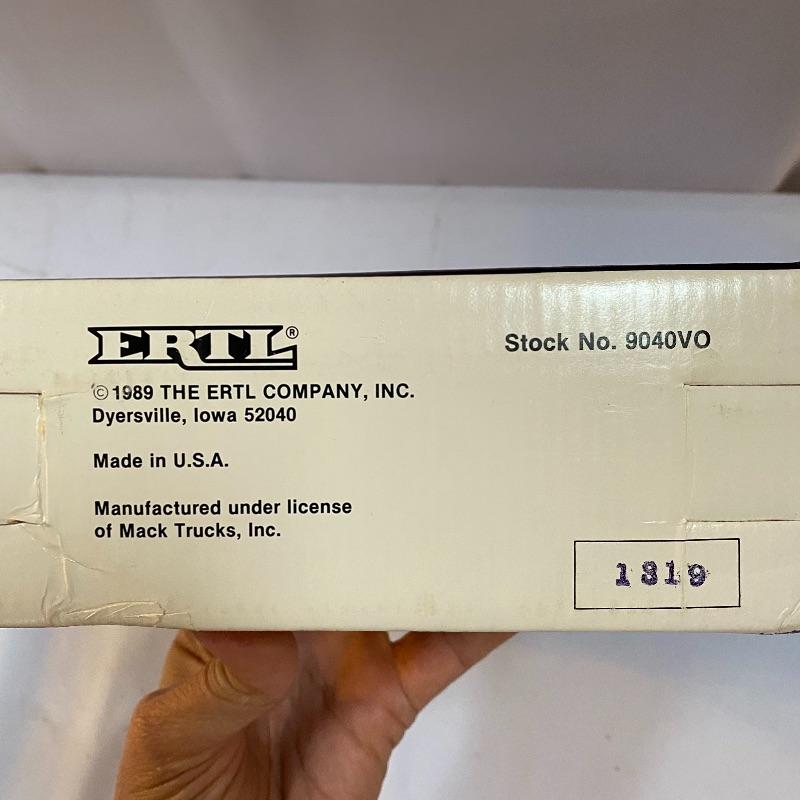 ERTL®
Stock No. 9040VO
© 1989 THE ERTL COMPANY, INC.
Dyersville, Iowa 52040
Made in U.S.A.
Manufactured under license
of Mack Trucks, Inc.
1819